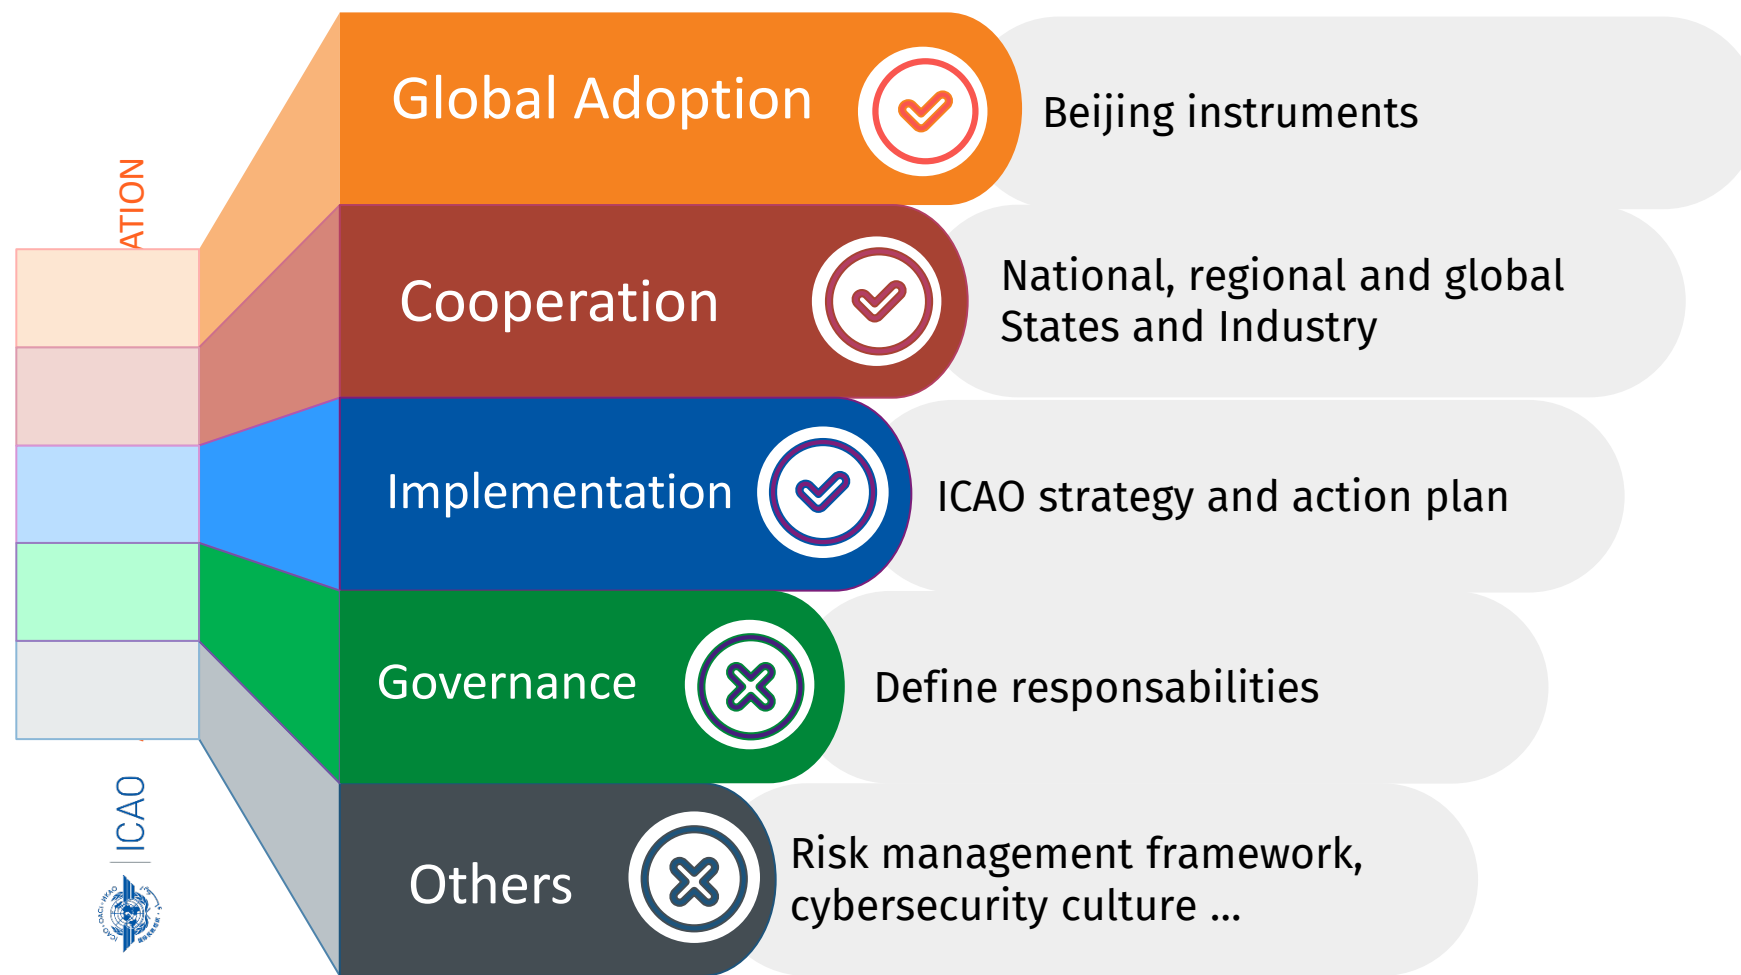 Global Adoption
Beijing instruments
Cooperation
National, regional and global
States and Industry
Implementation
ICAO strategy and action plan
Governance
Define responsabilities
Others
Risk management framework,
cybersecurity culture ...
ATION
ICAO